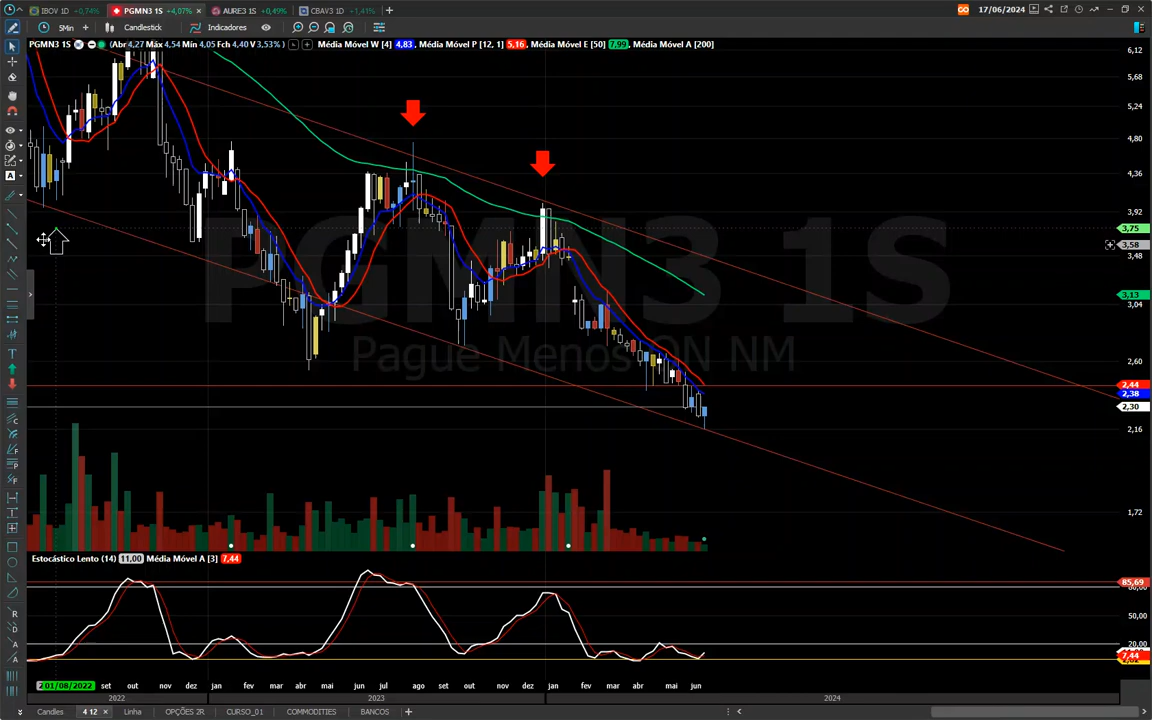 IBOV 1D +0,74% PGMN3 1S +4,07% × AURE3 1S +0,49% CBAV3 1D -1,41% + 17/06/2024
5Min + Candlestick Indicadores
PGMN3 1S (Abr 4,27 Máx 4,54 Mín 4,05 Fch 4,40 V 3,53%) Média Móvel W [4] 4,83, Média Móvel P [12, 1] 5,16, Média Móvel E [50] 7,99, Média Móvel A [200]
6,12
5,68
5,24
4,80
4,36
3,92
3,75
3,58
3,48
3,13
3,04
2,60
2,44
2,38
2,30
2,16
1,72
PGMN3 1S
Pague Menos ON NM
Estocástico Lento (14) 11,00 Média Móvel A [3] 7,44
85,69
50,00
20,00
7,44
01/08/2022 set out nov dez jan fev mar abr mai jun jul ago set out nov dez jan fev mar abr mai jun
2022 2023 2024
Candles 4 12 × Linha OPÇÕES 2R CURSO_01 COMMODITIES BANCOS +